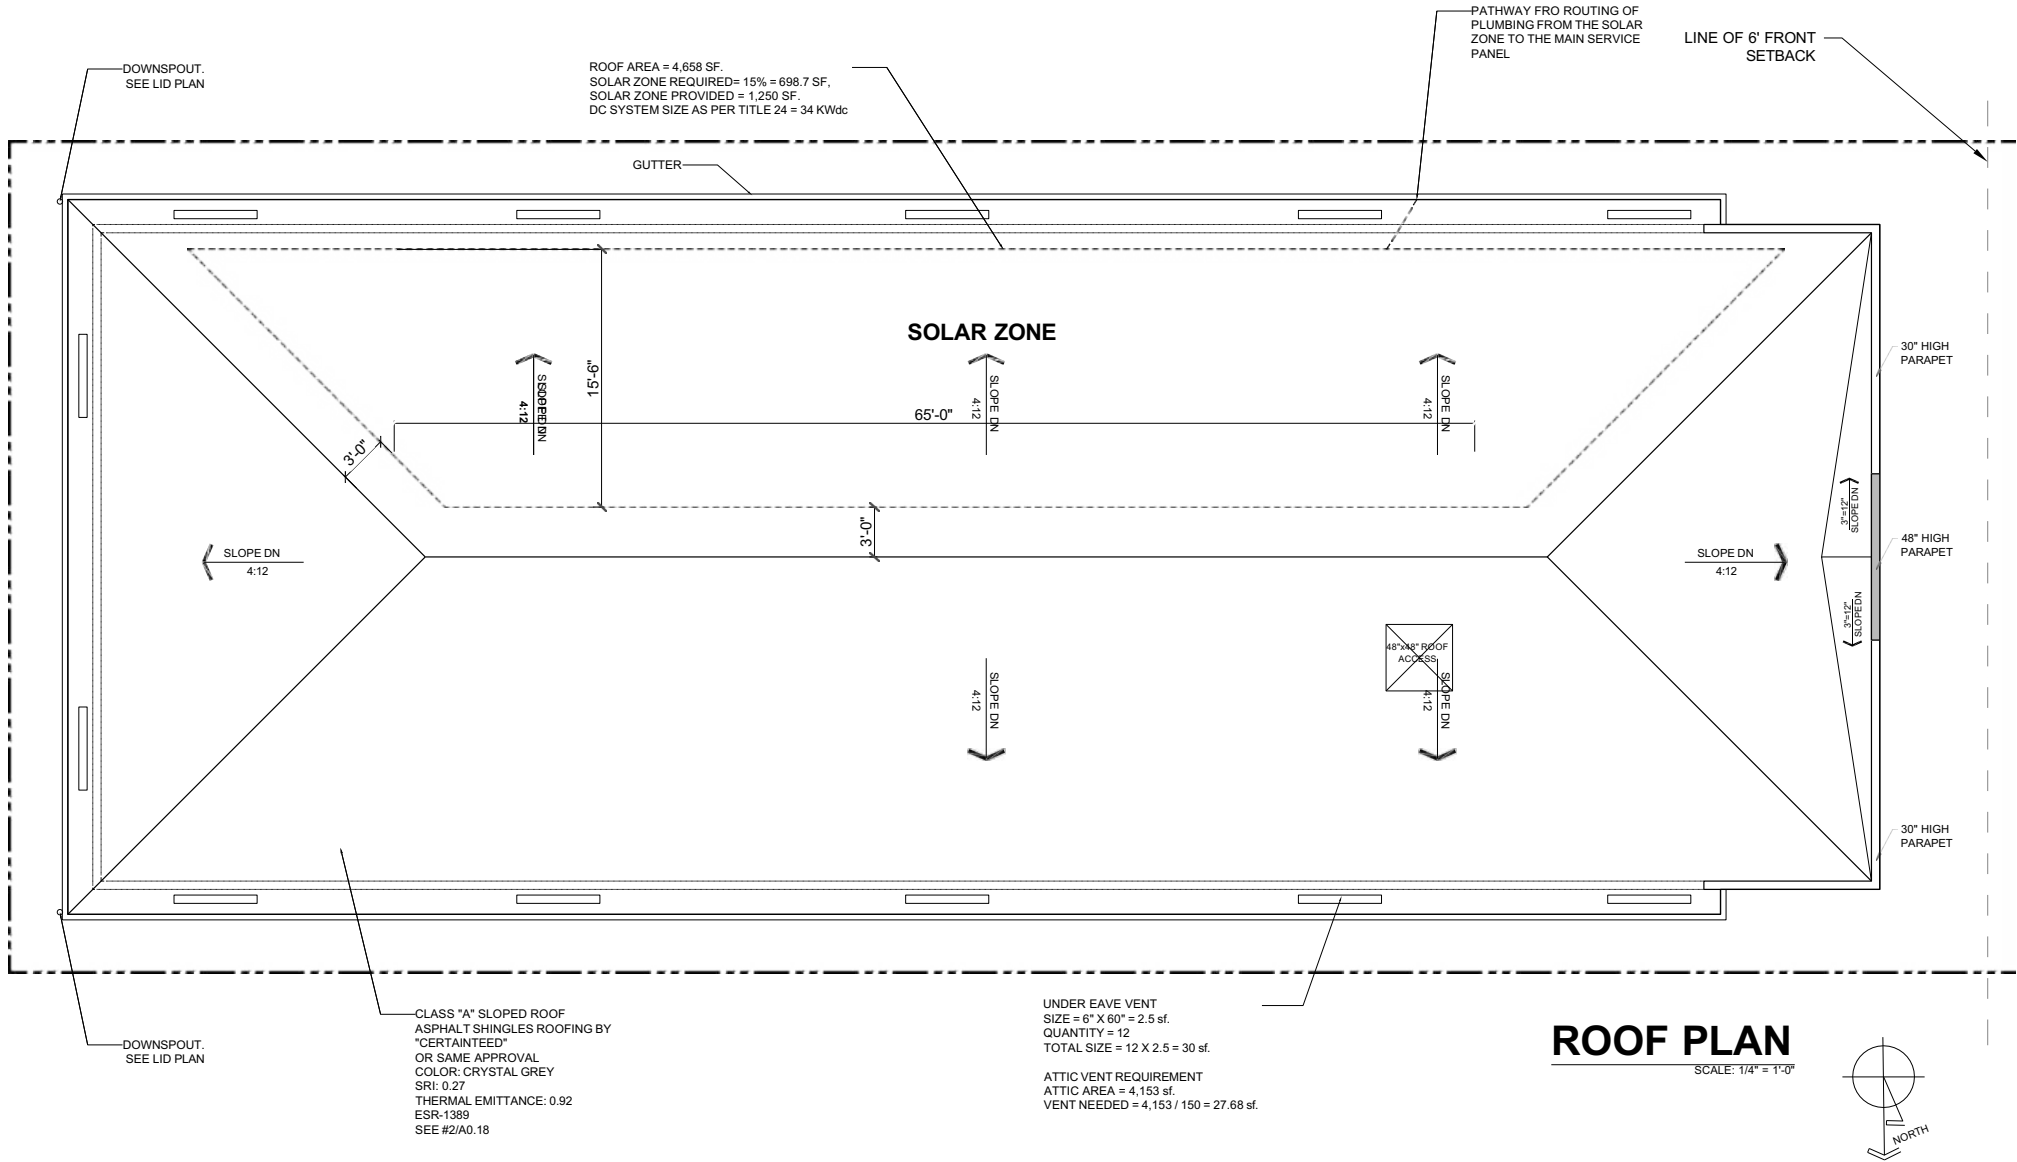 PATHWAY FRO ROUTING OF
PLUMBING FROM THE SOLAR
ZONE TO THE MAIN SERVICE
PANEL
LINE OF 6' FRONT
SETBACK
DOWNSPOUT.
SEE LID PLAN
ROOF AREA = 4,658 SF.
SOLAR ZONE REQUIRED= 15% = 698.7 SF,
SOLAR ZONE PROVIDED = 1,250 SF.
DC SYSTEM SIZE AS PER TITLE 24 = 34 KWdc
GUTTER
SOLAR ZONE
15'-6"
SLOPE DN
4:12
65'-0"
SLOPE DN
4:12
SLOPE DN
4:12
3'-0"
3'-0"
30" HIGH
PARAPET
SLOPE DN
3"=12"
48" HIGH
PARAPET
SLOPE DN
4:12
SLOPE DN
4:12
SLOPE DN
3"=12"
48"x48" ROOF
ACCESS
SLOPE DN
4:12
SLOPE DN
4:12
30" HIGH
PARAPET
DOWNSPOUT.
SEE LID PLAN
CLASS "A" SLOPED ROOF
ASPHALT SHINGLES ROOFING BY
"CERTAINTEED"
OR SAME APPROVAL
COLOR: CRYSTAL GREY
SRI: 0.27
THERMAL EMITTANCE: 0.92
ESR-1389
SEE #2/A0.18
UNDER EAVE VENT
SIZE = 6" X 60" = 2.5 sf.
QUANTITY = 12
TOTAL SIZE = 12 X 2.5 = 30 sf.
ATTIC VENT REQUIREMENT
ATTIC AREA = 4,153 sf.
VENT NEEDED = 4,153 / 150 = 27.68 sf.
ROOF PLAN
SCALE: 1/4" = 1'-0"
NORTH